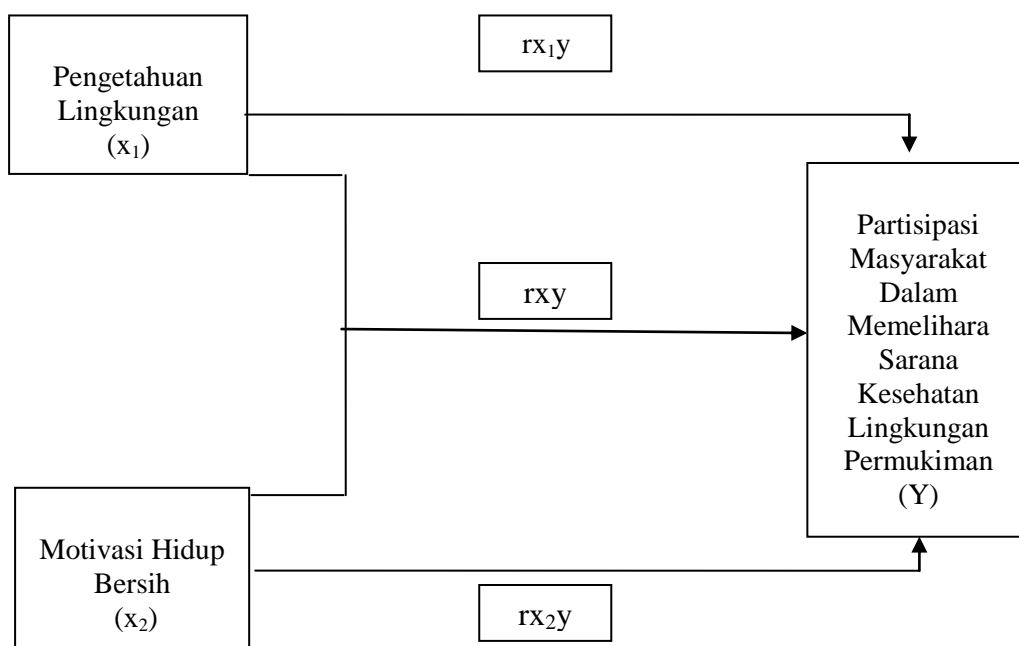 rx₁y
Pengetahuan
Lingkungan
(x₁)
Partisipasi
Masyarakat
Dalam
Memelihara
Sarana
Kesehatan
Lingkungan
Permukiman
(Y)
rxy
Motivasi Hidup
Bersih
(x₂)
rx₂y